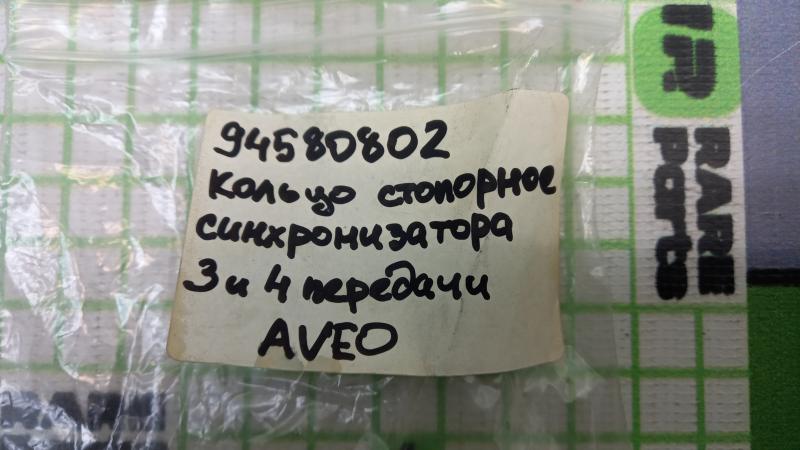 94580802
Кольцо стопорное
синхронизатора
3 и 4 передачи
AVEO
RARE
Parts